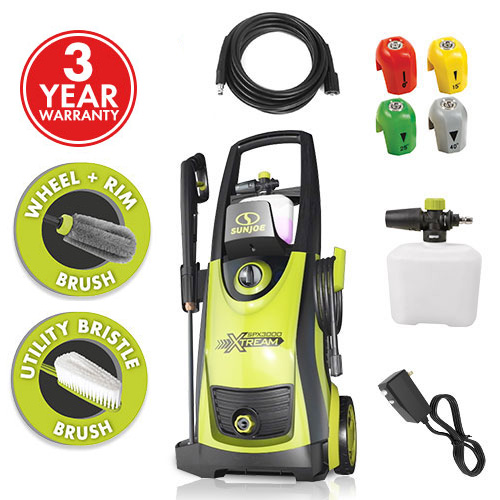 3
YEAR
WARRANTY
0°
15°
25°
40°
WHEEL + RIM
BRUSH
SUNJOE
SPX3000
XTREAM
UTILITY BRISTLE
BRUSH